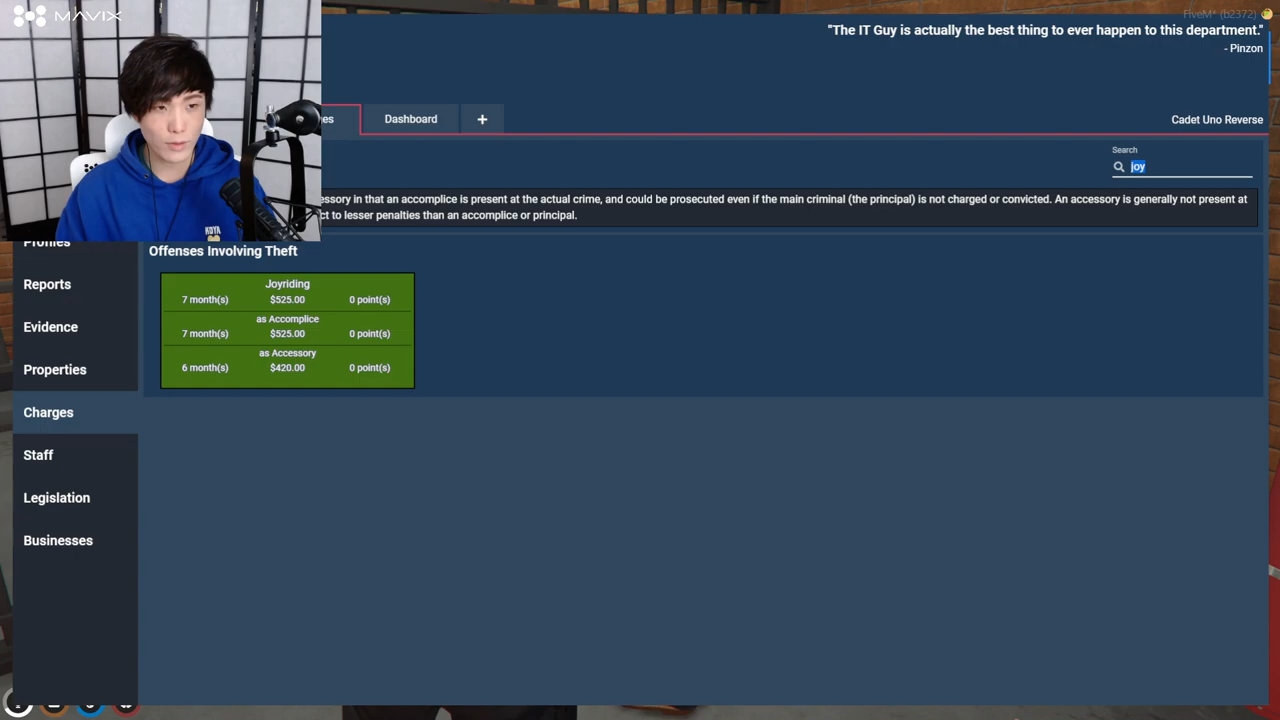 MAVIX
FiveM* (b2372)
"The IT Guy is actually the best thing to ever happen to this department."
- Pinzon
es
Dashboard
+
Cadet Uno Reverse
Search
joy
essory in that an accomplice is present at the actual crime, and could be prosecuted even if the main criminal (the principal) is not charged or convicted. An accessory is generally not present at
ct to lesser penalties than an accomplice or principal.
Profiles
Reports
Evidence
Properties
Charges
Staff
Legislation
Businesses
Offenses Involving Theft
Joyriding
7 month(s) $525.00 0 point(s)
as Accomplice
7 month(s) $525.00 0 point(s)
as Accessory
6 month(s) $420.00 0 point(s)